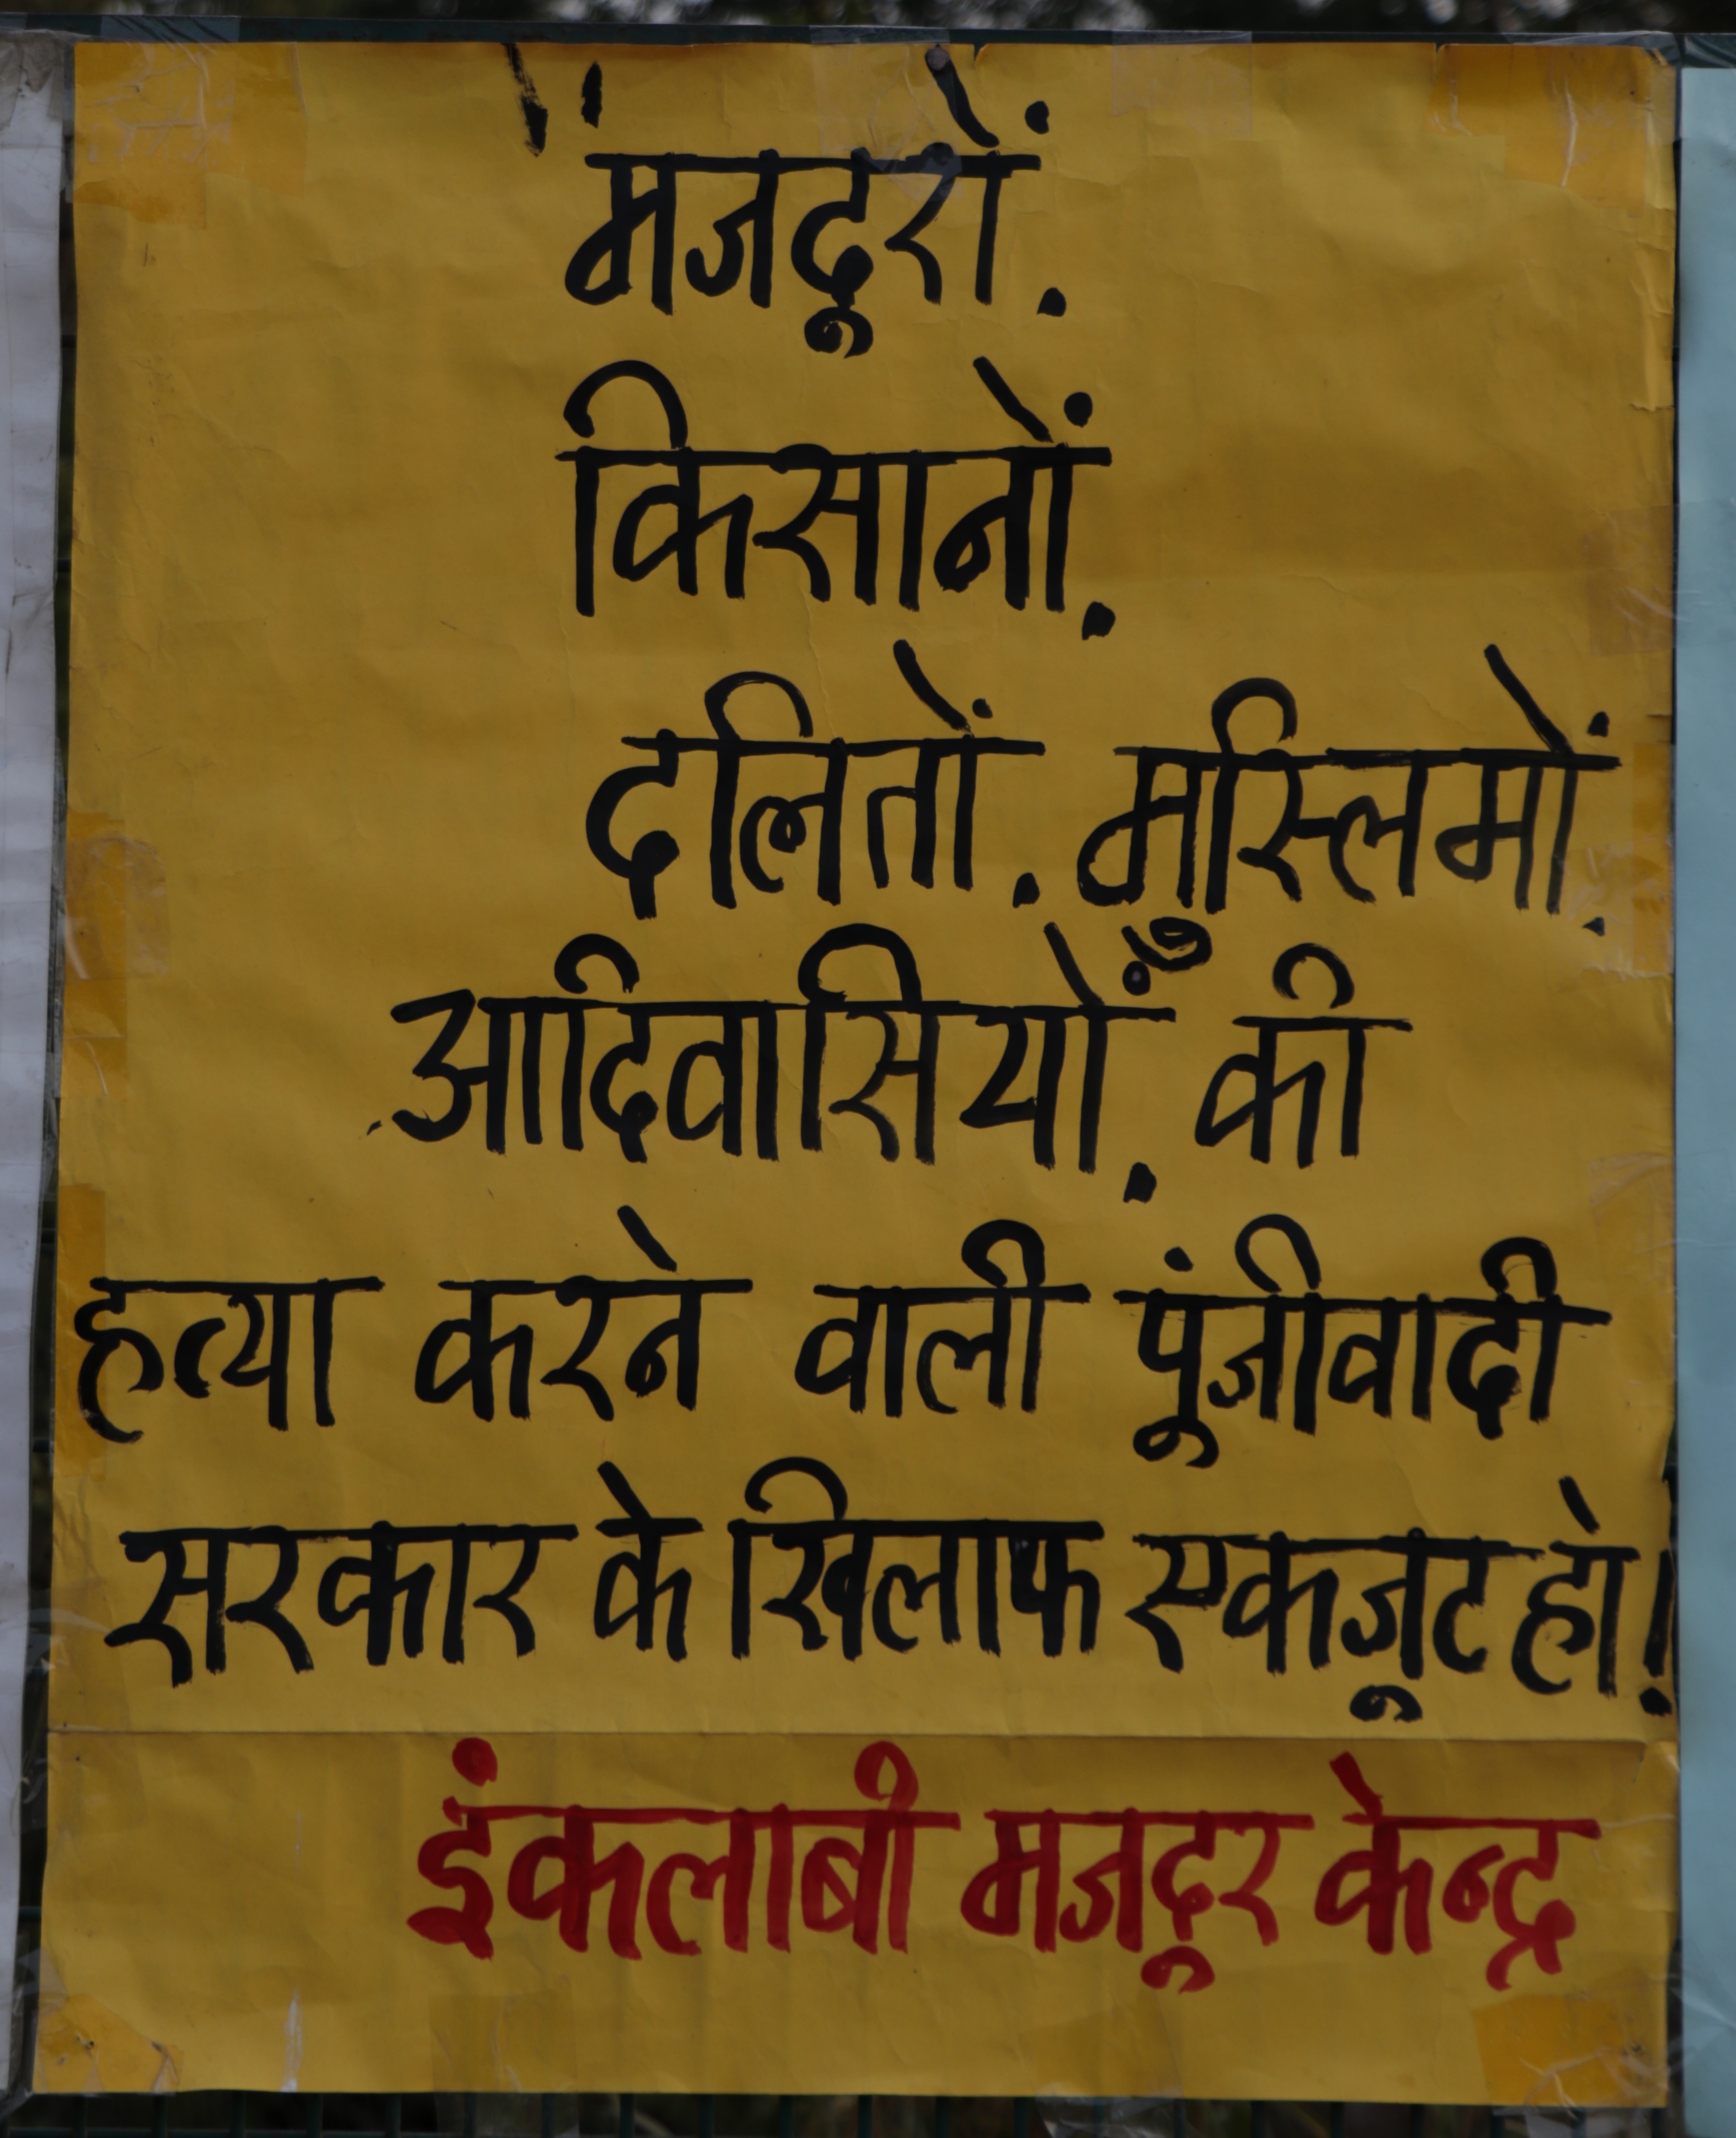 मजदूरों.
किसानों.
दलितों. मुस्लिमों.
आदिवासियों. की
हत्या करने वाली पूंजीवादी
सरकार के खिलाफ एकजूट हो!
इंकलाबी मजदूर केन्द्र